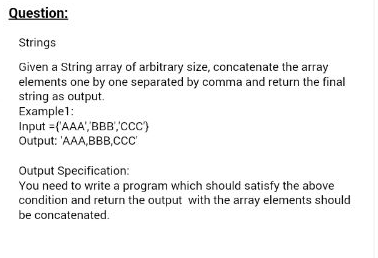 Question:
Strings
Given a String array of arbitrary size, concatenate the array
elements one by one separated by comma and return the final
string as output.
Example1:
Input ={'AAA','BBB','CCC'}
Output: 'AAA,BBB,CCC'
Output Specification:
You need to write a program which should satisfy the above
condition and return the output with the array elements should
be concatenated.